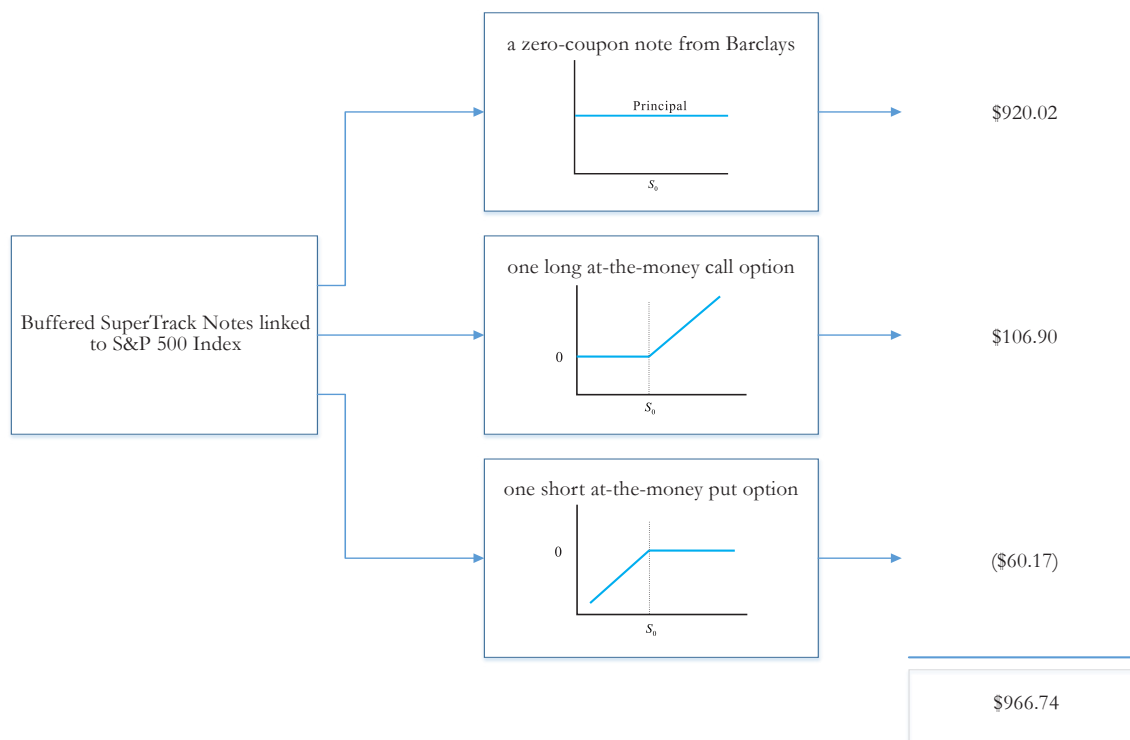 a zero-coupon note from Barclays
Principal
S₀
$920.02
Buffered SuperTrack Notes linked
to S&P 500 Index
one long at-the-money call option
0
S₀
$106.90
one short at-the-money put option
0
S₀
($60.17)
$966.74